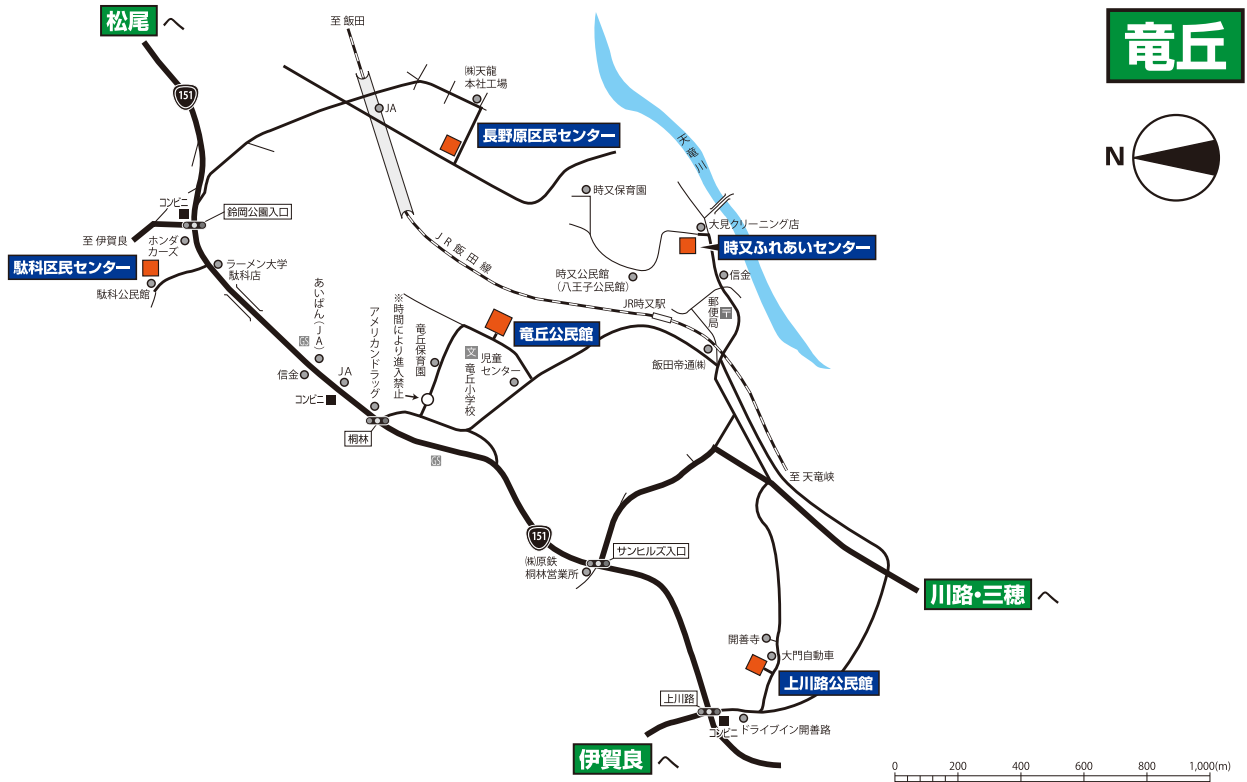 松尾へ
至 飯田
竜丘
151
㈱天龍
本社工場
JA
長野原区民センター
天竜川
N
時又保育園
コンビニ
鈴岡公園入口
大見クリーニング店
至 伊賀良
ホンダ
カーズ
JR飯田線
時又ふれあいセンター
駄科区民センター
ラーメン大学
駄科店
時又公民館
(八王子公民館)
信金
駄科公民館
あいぱん(JA)
アメリカンドラッグ
※時間により進入禁止
JR時又駅
郵便局
〒
竜丘公民館
竜丘保育園
GS
文
児童
センター
竜丘小学校
飯田帝通㈱
信金
JA
コンビニ
桐林
GS
至 天竜峡
151
サンヒルズ入口
㈱原鉄
桐林営業所
川路・三穂へ
開善寺
大門自動車
上川路公民館
上川路
コンビニ
ドライブイン開善路
伊賀良へ
0 200 400 600 800 1,000(m)